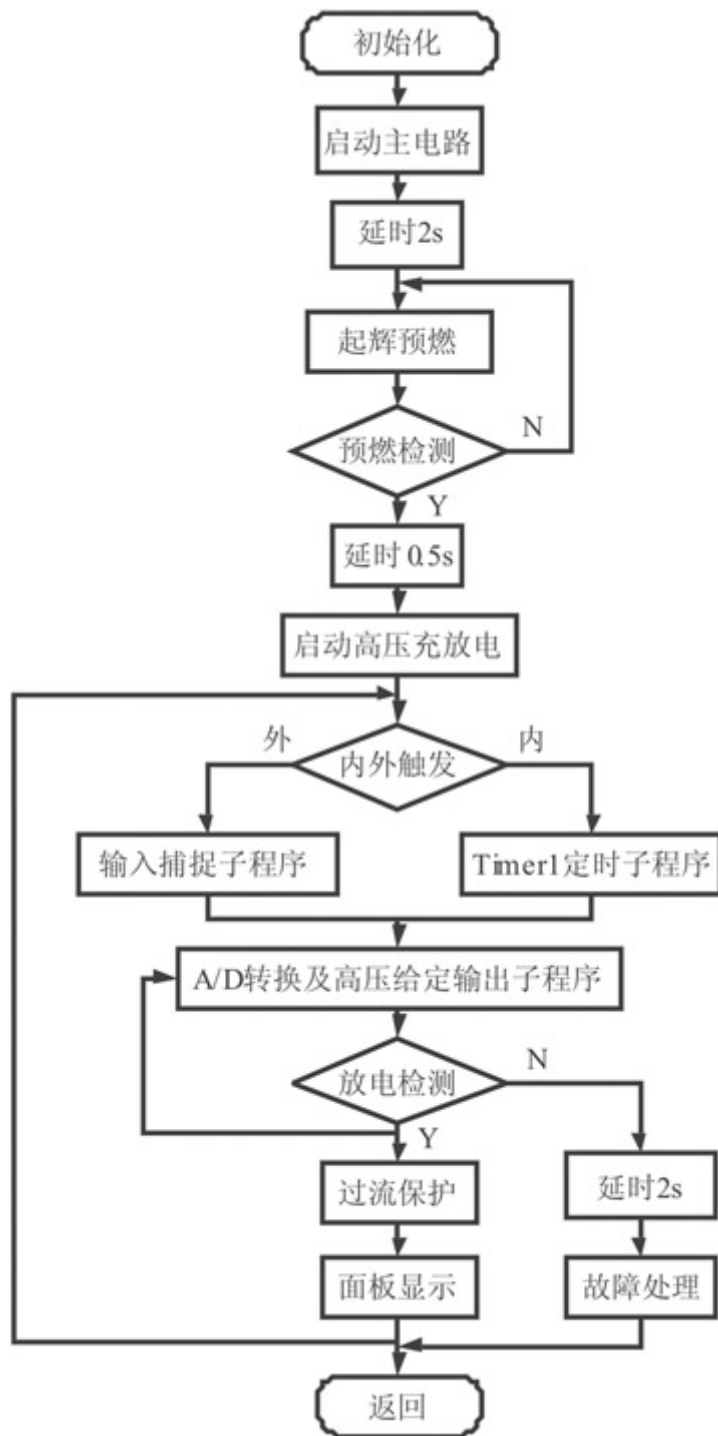 初始化
启动主电路
延时2s
起辉预燃
预燃检测
N
Y
延时0.5s
启动高压充放电
外
内
内外触发
输入捕捉子程序
Timer1定时子程序
A/D转换及高压给定输出子程序
放电检测
N
Y
过流保护
延时2s
面板显示
故障处理
返回